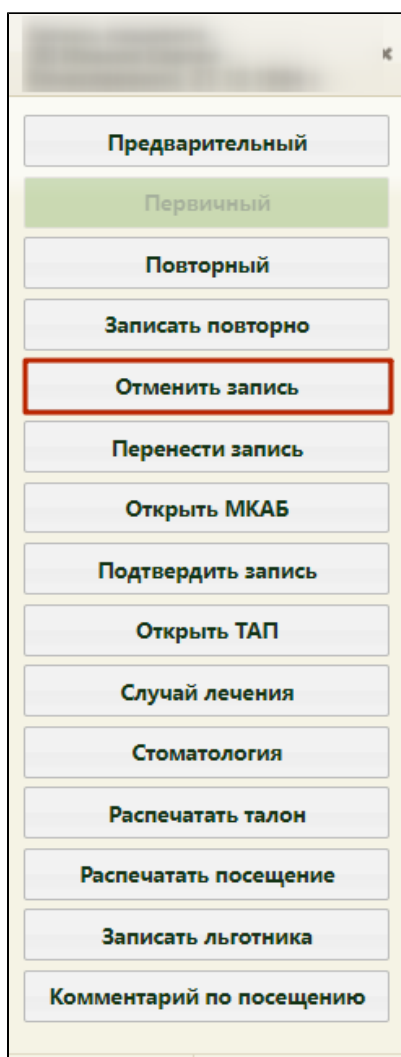 Предварительный
Первичный
Повторный
Записать повторно
Отменить запись
Перенести запись
Открыть МКАБ
Подтвердить запись
Открыть ТАП
Случай лечения
Стоматология
Распечатать талон
Распечатать посещение
Записать льготника
Комментарий по посещению